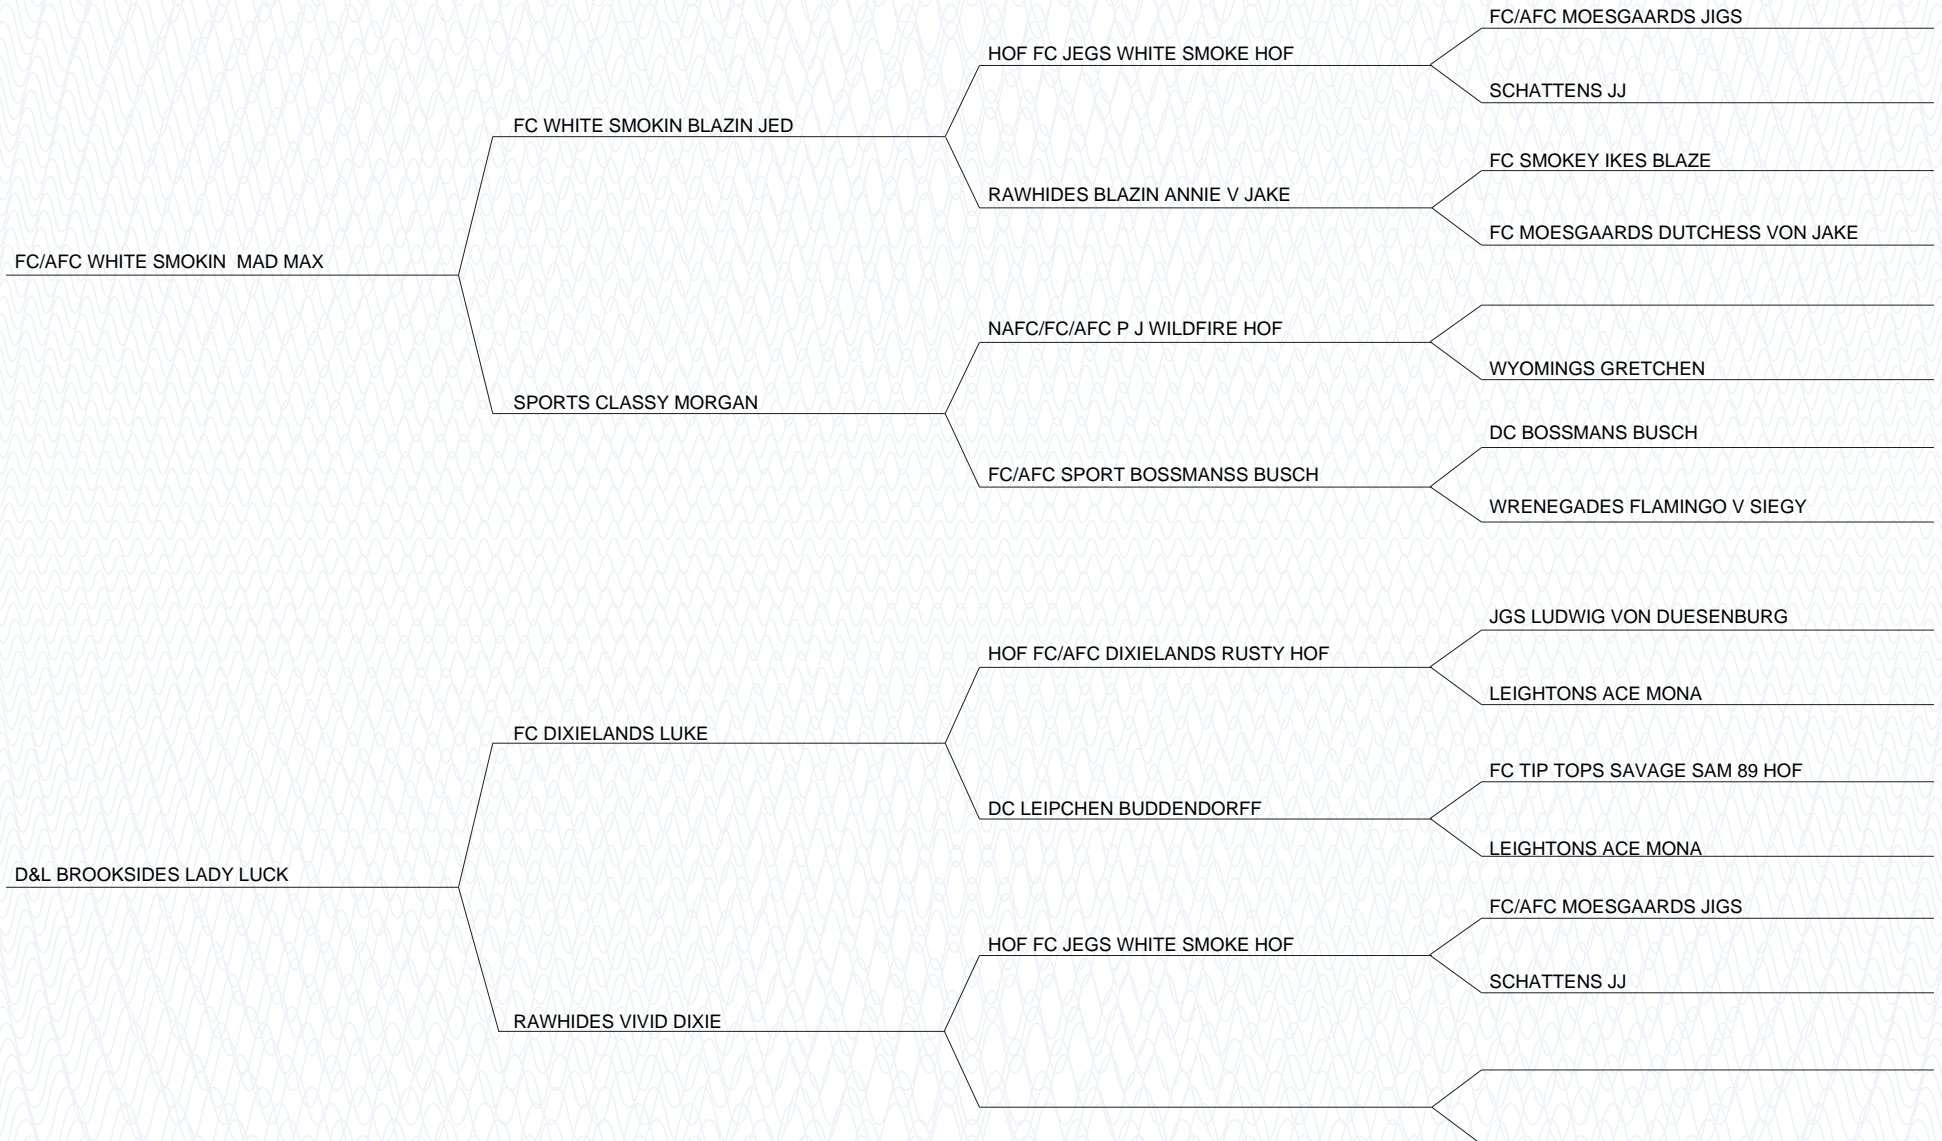 FC/AFC MOESGAARDS JIGS
HOF FC JEGS WHITE SMOKE HOF
SCHATTENS JJ
FC WHITE SMOKIN BLAZIN JED
FC SMOKEY IKES BLAZE
RAWHIDES BLAZIN ANNIE V JAKE
FC MOESGAARDS DUTCHESS VON JAKE
FC/AFC WHITE SMOKIN  MAD MAX
NAFC/FC/AFC P J WILDFIRE HOF
WYOMINGS GRETCHEN
SPORTS CLASSY MORGAN
DC BOSSMANS BUSCH
FC/AFC SPORT BOSSMANSS BUSCH
WRENEGADES FLAMINGO V SIEGY
JGS LUDWIG VON DUESENBURG
HOF FC/AFC DIXIELANDS RUSTY HOF
LEIGHTONS ACE MONA
FC DIXIELANDS LUKE
FC TIP TOPS SAVAGE SAM 89 HOF
DC LEIPCHEN BUDDENDORFF
LEIGHTONS ACE MONA
D&L BROOKSIDES LADY LUCK
FC/AFC MOESGAARDS JIGS
HOF FC JEGS WHITE SMOKE HOF
SCHATTENS JJ
RAWHIDES VIVID DIXIE